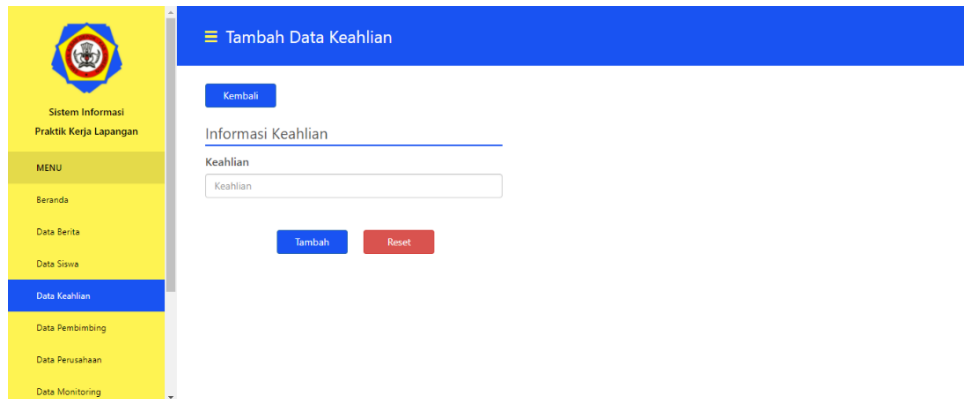 Sistem Informasi
Praktik Kerja Lapangan
MENU
Beranda
Data Berita
Data Siswa
Data Keahlian
Data Pembimbing
Data Perusahaan
Data Monitoring
Tambah Data Keahlian
Kembali
Informasi Keahlian
Keahlian
Keahlian
Tambah Reset